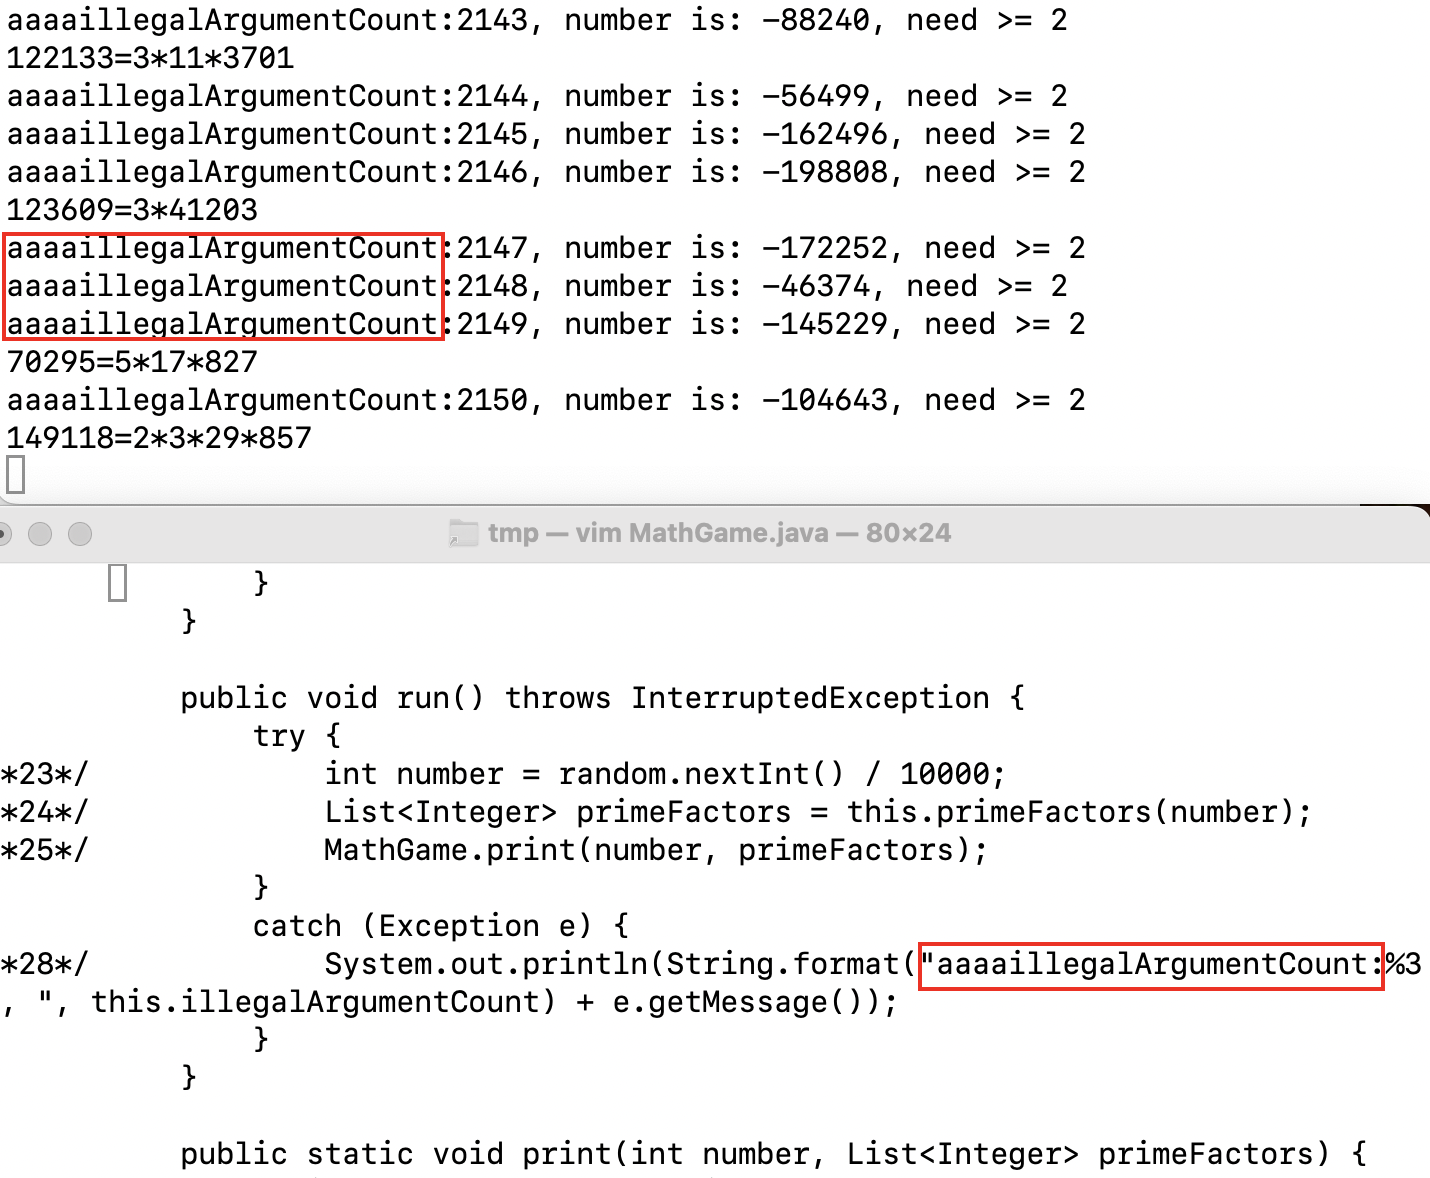 aaaaillegalArgumentCount:2143, number is: -88240, need >= 2
122133=3*11*3701
aaaaillegalArgumentCount:2144, number is: -56499, need >= 2
aaaaillegalArgumentCount:2145, number is: -162496, need >= 2
aaaaillegalArgumentCount:2146, number is: -198808, need >= 2
123609=3*41203
aaaaillegalArgumentCount:2147, number is: -172252, need >= 2
aaaaillegalArgumentCount:2148, number is: -46374, need >= 2
aaaaillegalArgumentCount:2149, number is: -145229, need >= 2
70295=5*17*827
aaaaillegalArgumentCount:2150, number is: -104643, need >= 2
149118=2*3*29*857
tmp — vim MathGame.java — 80×24
}
}
public void run() throws InterruptedException {
try {
*23*/ int number = random.nextInt() / 10000;
*24*/ List<Integer> primeFactors = this.primeFactors(number);
*25*/ MathGame.print(number, primeFactors);
}
catch (Exception e) {
*28*/ System.out.println(String.format("aaaaillegalArgumentCount:%3
, ", this.illegalArgumentCount) + e.getMessage());
}
}
public static void print(int number, List<Integer> primeFactors) {